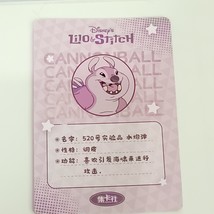 Disney's
LILO & STITCH
CANNONBALL
名字: 520号实验品 水炮弹
性格: 调皮
功能: 喜欢引发海啸来进行
攻击。